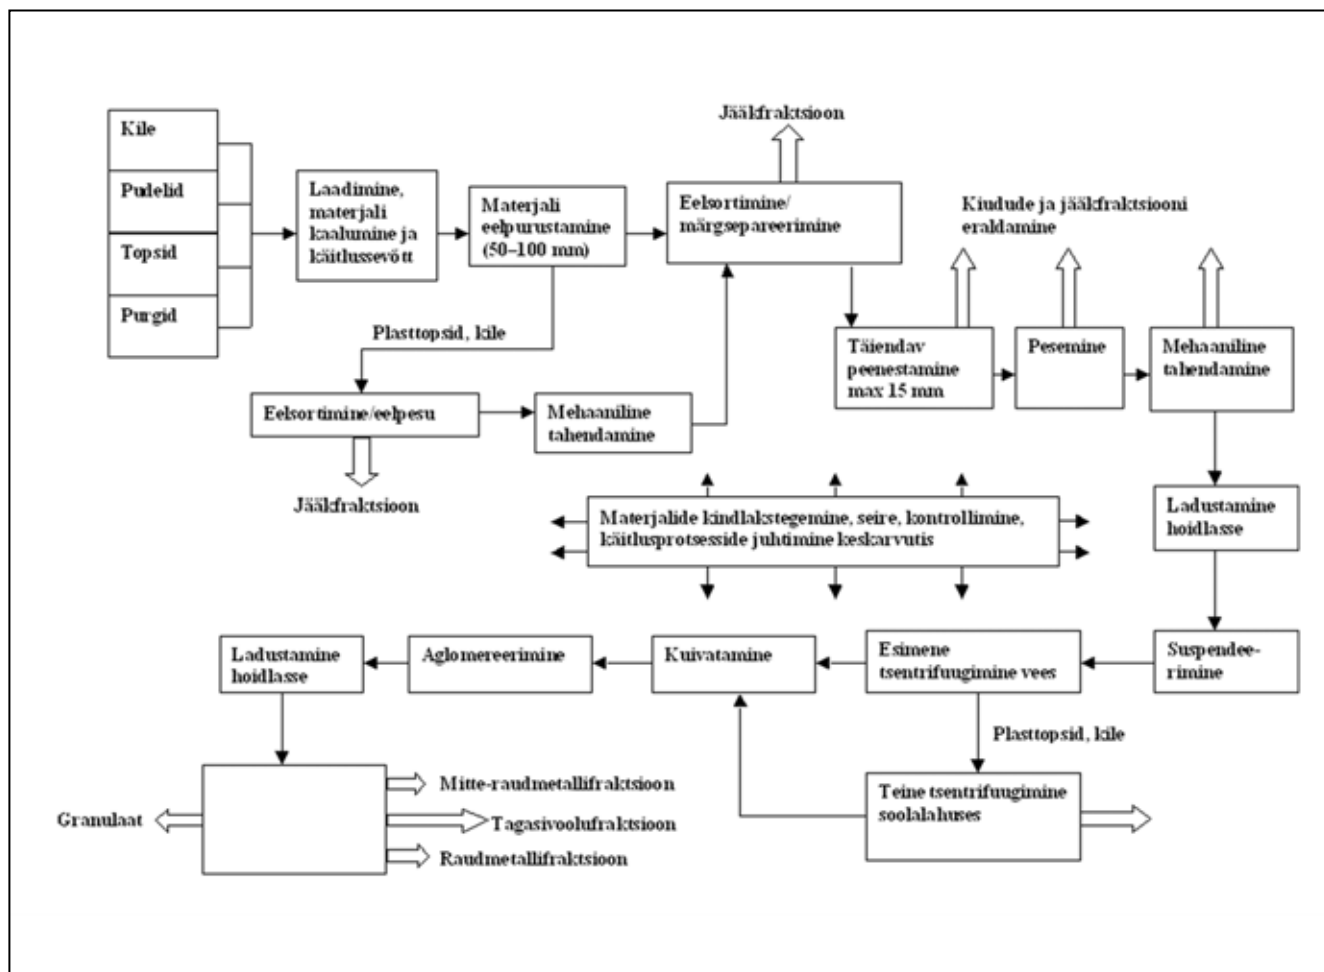 Jääkfraktsioon
Kile
Pudelid
Topsid
Purgid
Laadimine,
materjali
kaalumine ja
käitlussevõtt
Materjali
eelpurustamine
(50–100 mm)
Eelsortimine/
märgsepareerimine
Kiudude ja jääkfraktsiooni
eraldamine
Plasttopsid, kile
Täiendav
peenestamine
max 15 mm
Pesemine
Mehaaniline
tahendamine
Eelsortimine/eelpesu
Mehaaniline
tahendamine
Jääkfraktsioon
Materjalide kindlakstegemine, seire, kontrollimine,
käitlusprotsesside juhtimine keskarvutis
Ladustamine
hoidlasse
Ladustamine
hoidlasse
Aglomereerimine
Kuivatamine
Esimene
tsentrifuugimine vees
Suspendee-
rimine
Plasttopsid, kile
Teine tsentrifuugimine
soolalahuses
Mitte-raudmetallifraktsioon
Granulaat
Tagasivoolufraktsioon
Raudmetallifraktsioon